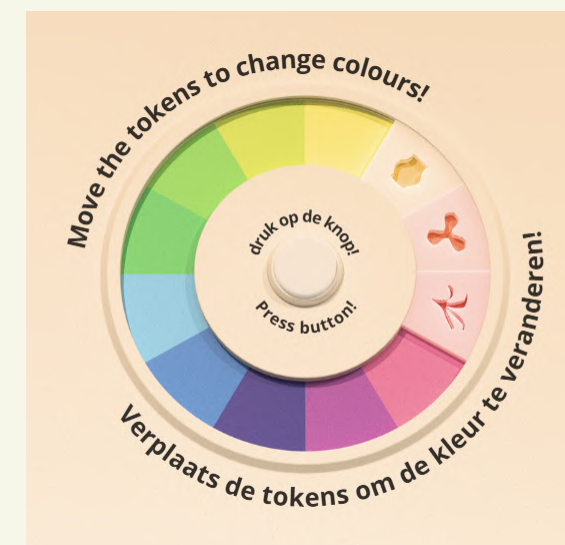 Move the tokens to change colours!
druk op de knop!
Press button!
Verplaats de tokens om de kleur te veranderen!